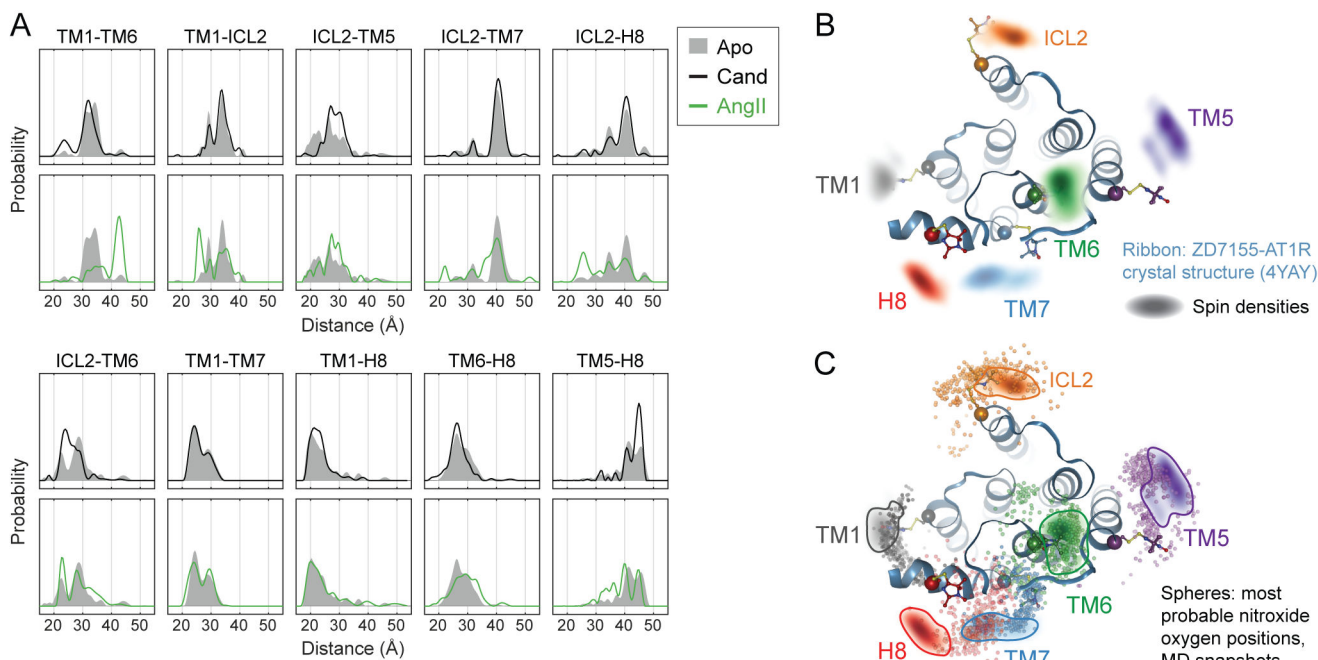 A
TM1-TM6 TM1-ICL2 ICL2-TM5 ICL2-TM7 ICL2-H8
Apo
Cand
AngII
Probability
20 30 40 50 20 30 40 50 20 30 40 50 20 30 40 50 20 30 40 50
Distance (Å)
ICL2-TM6 TM1-TM7 TM1-H8 TM6-H8 TM5-H8
Probability
20 30 40 50 20 30 40 50 20 30 40 50 20 30 40 50 20 30 40 50
Distance (Å)
B
ICL2
TM5
TM1
TM6
Ribbon: ZD7155-AT1R
crystal structure (4YAY)
H8
TM7
Spin densities
C
ICL2
TM5
TM1
TM6
Spheres: most
probable nitroxide
oxygen positions,
MD snapshots
H8
TM7